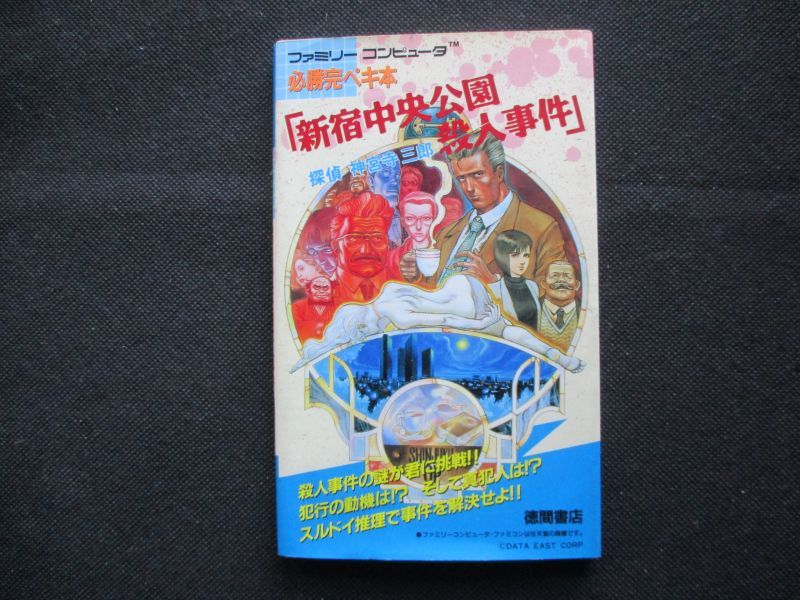 ファミリー コンピュータ™
必勝完ペキ本
「新宿中央公園
殺人事件」
探偵 神宮寺三郎
殺人事件の謎が君に挑戦!!
犯行の動機は!? そして真犯人は!?
スルドイ推理で事件を解決せよ!!
徳間書店
●ファミリーコンピュータ・ファミコンは任天堂の商標です。
©DATA EAST CORP.